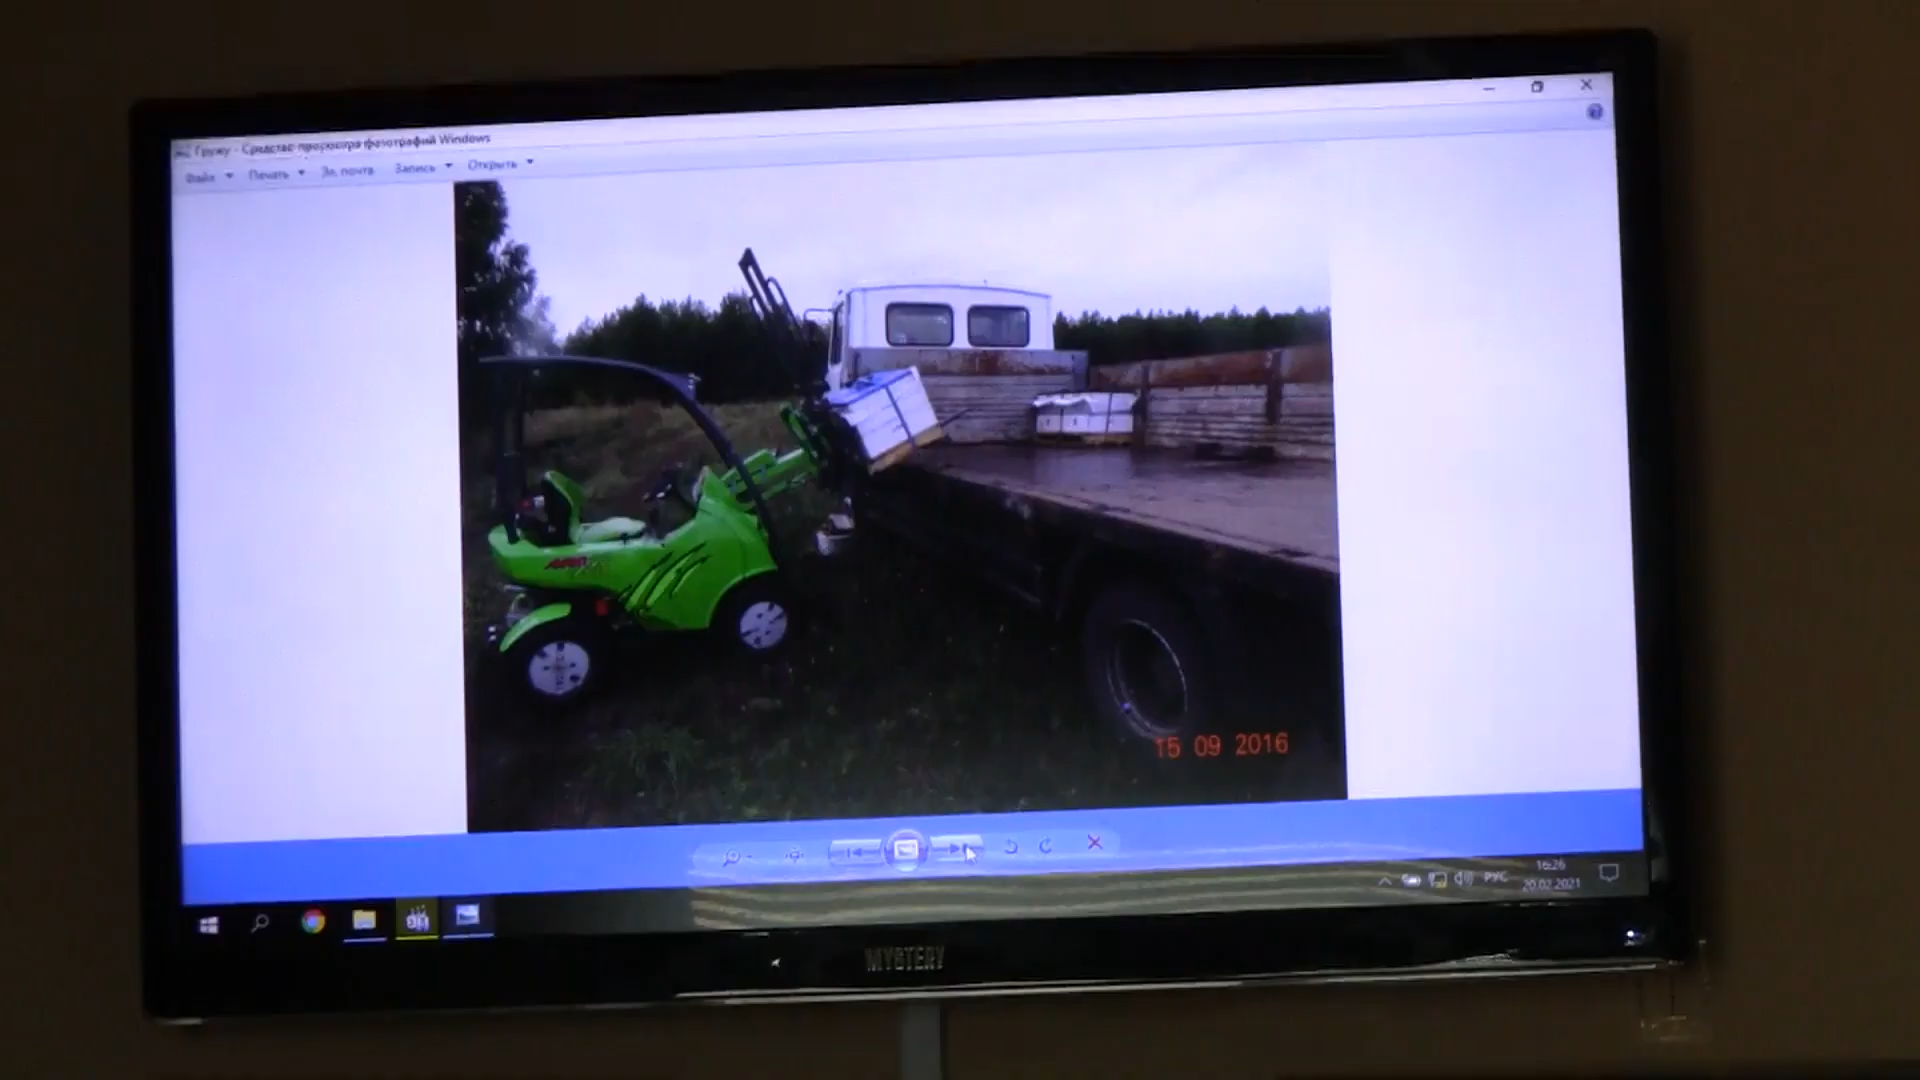 Гружу - Средство просмотра фотографий Windows
Файл Печать Эл. почта Запись Открыть
15 09 2016
РУС
16:26
20.02.2021
MYSTERY